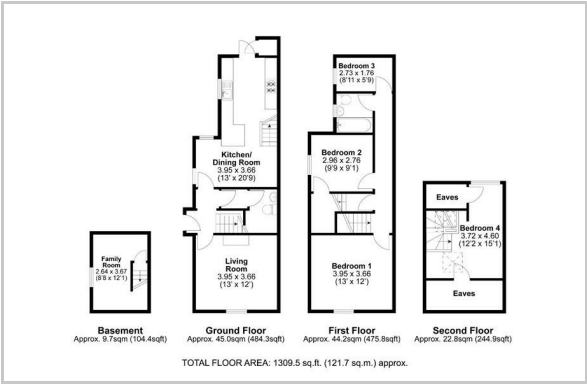 Bedroom 3
2.73 x 1.76
(8'11 x 5'9)
Kitchen/
Dining Room
3.95 x 3.66
(13' x 20'9)
Bedroom 2
2.96 x 2.76
(9'9 x 9'1)
Eaves
Bedroom 4
3.72 x 4.60
(12'2 x 15'1)
Family
Room
2.64 x 3.67
(8'8 x 12'1)
Living
Room
3.95 x 3.66
(13' x 12')
Bedroom 1
3.95 x 3.66
(13' x 12')
Eaves
Basement
Approx. 9.7sqm (104.4sqft)
Ground Floor
Approx. 45.0sqm (484.3sqft)
First Floor
Approx. 44.2sqm (475.8sqft)
Second Floor
Approx. 22.8sqm (244.9sqft)
TOTAL FLOOR AREA: 1309.5 sq.ft. (121.7 sq.m.) approx.